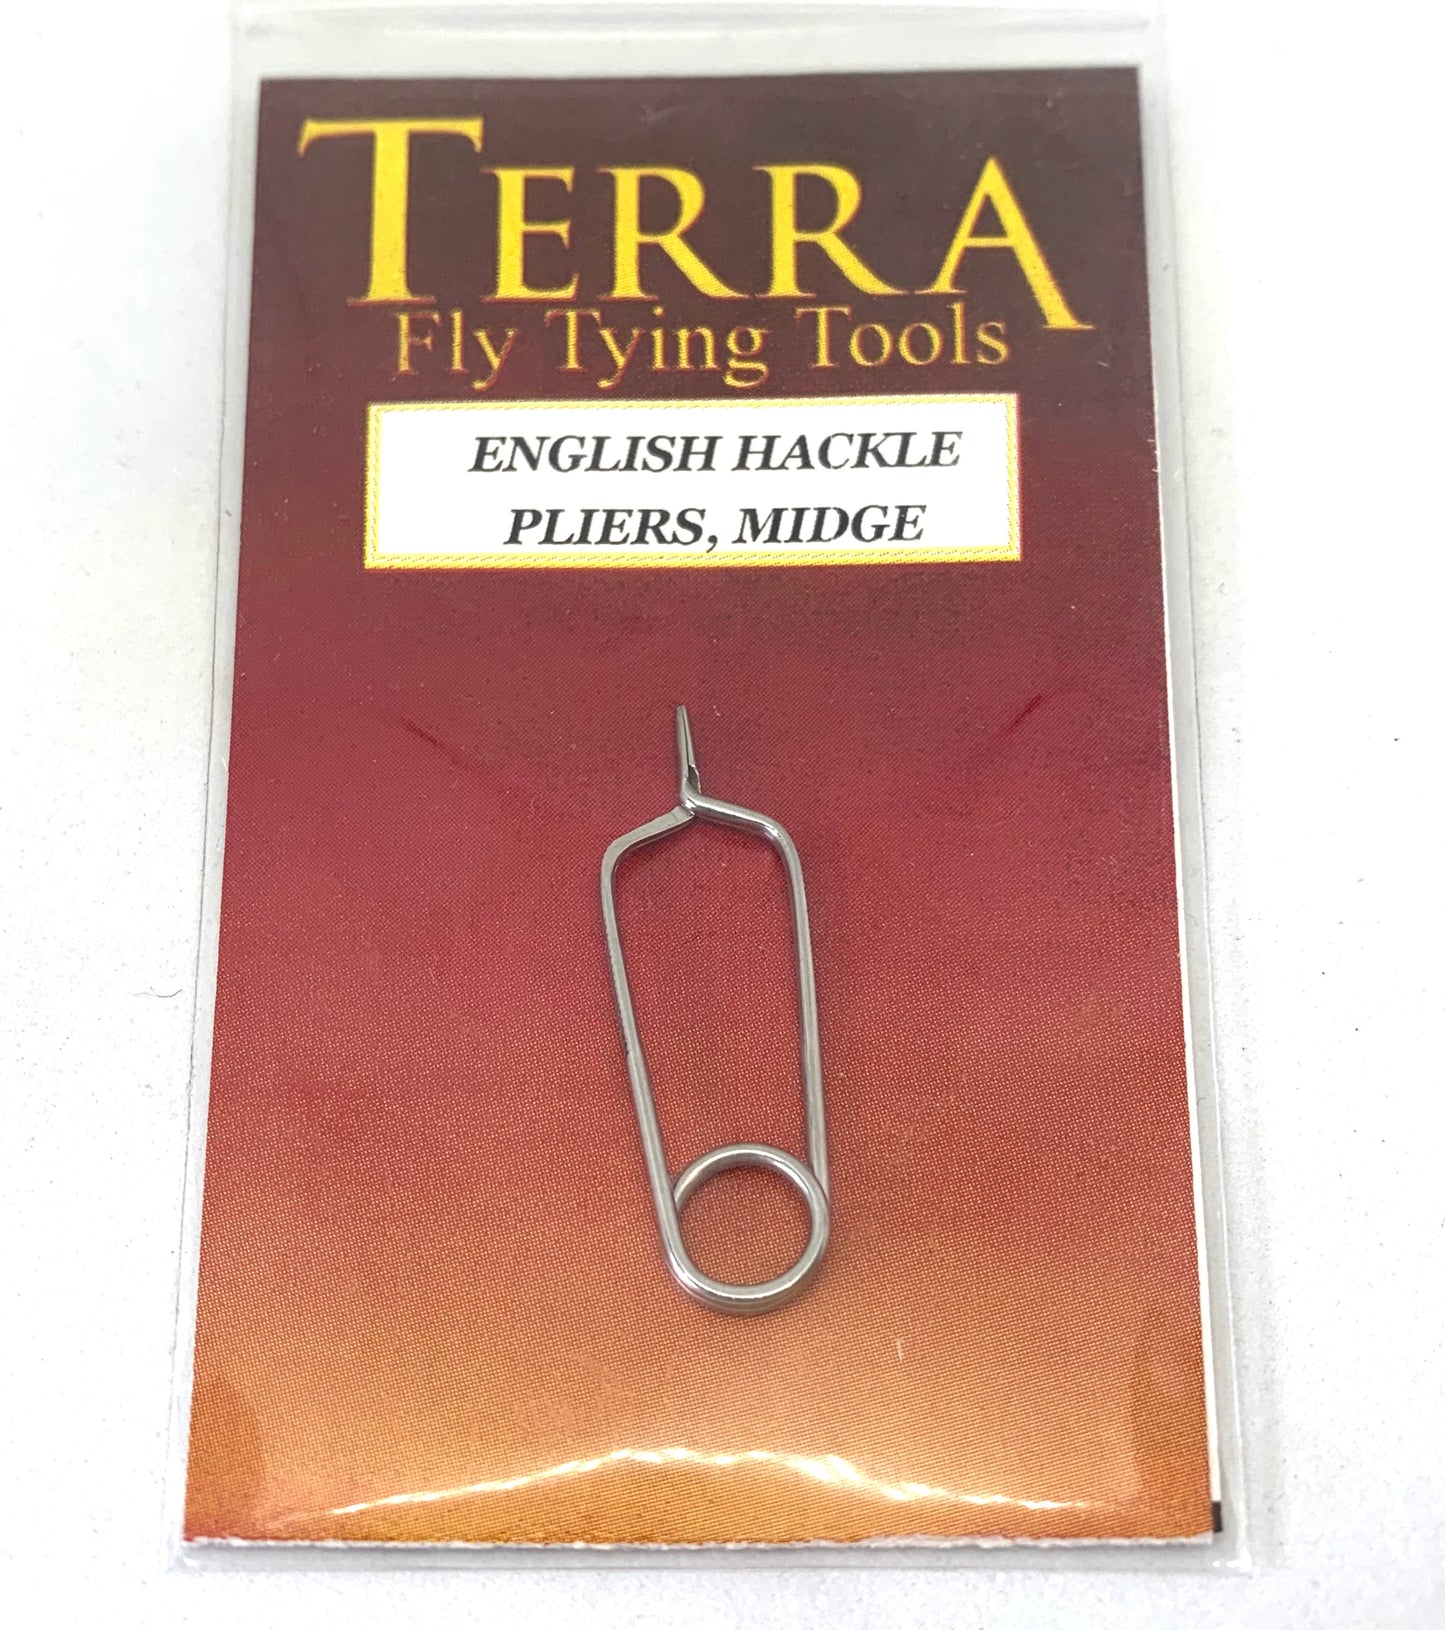 TERRA
Fly Tying Tools
ENGLISH HACKLE
PLIERS, MIDGE